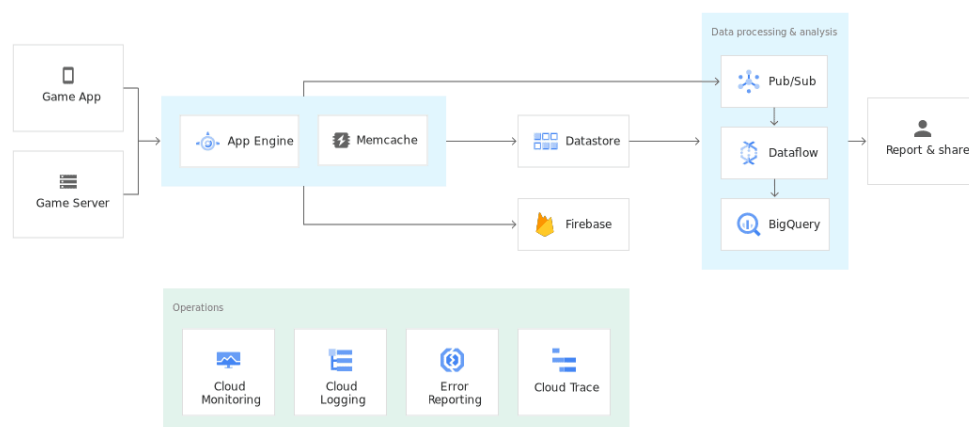 Data processing & analysis
Game App
Pub/Sub
App Engine
Memcache
Datastore
Dataflow
Report & share
Game Server
Firebase
BigQuery
Operations
Cloud
Monitoring
Cloud
Logging
Error
Reporting
Cloud Trace